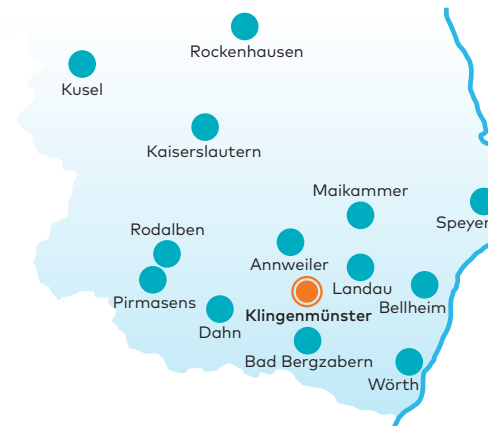 Rockenhausen
Kusel
Kaiserslautern
Maikammer
Speyer
Rodalben
Annweiler
Landau
Pirmasens
Bellheim
Klingenmünster
Dahn
Bad Bergzabern
Wörth